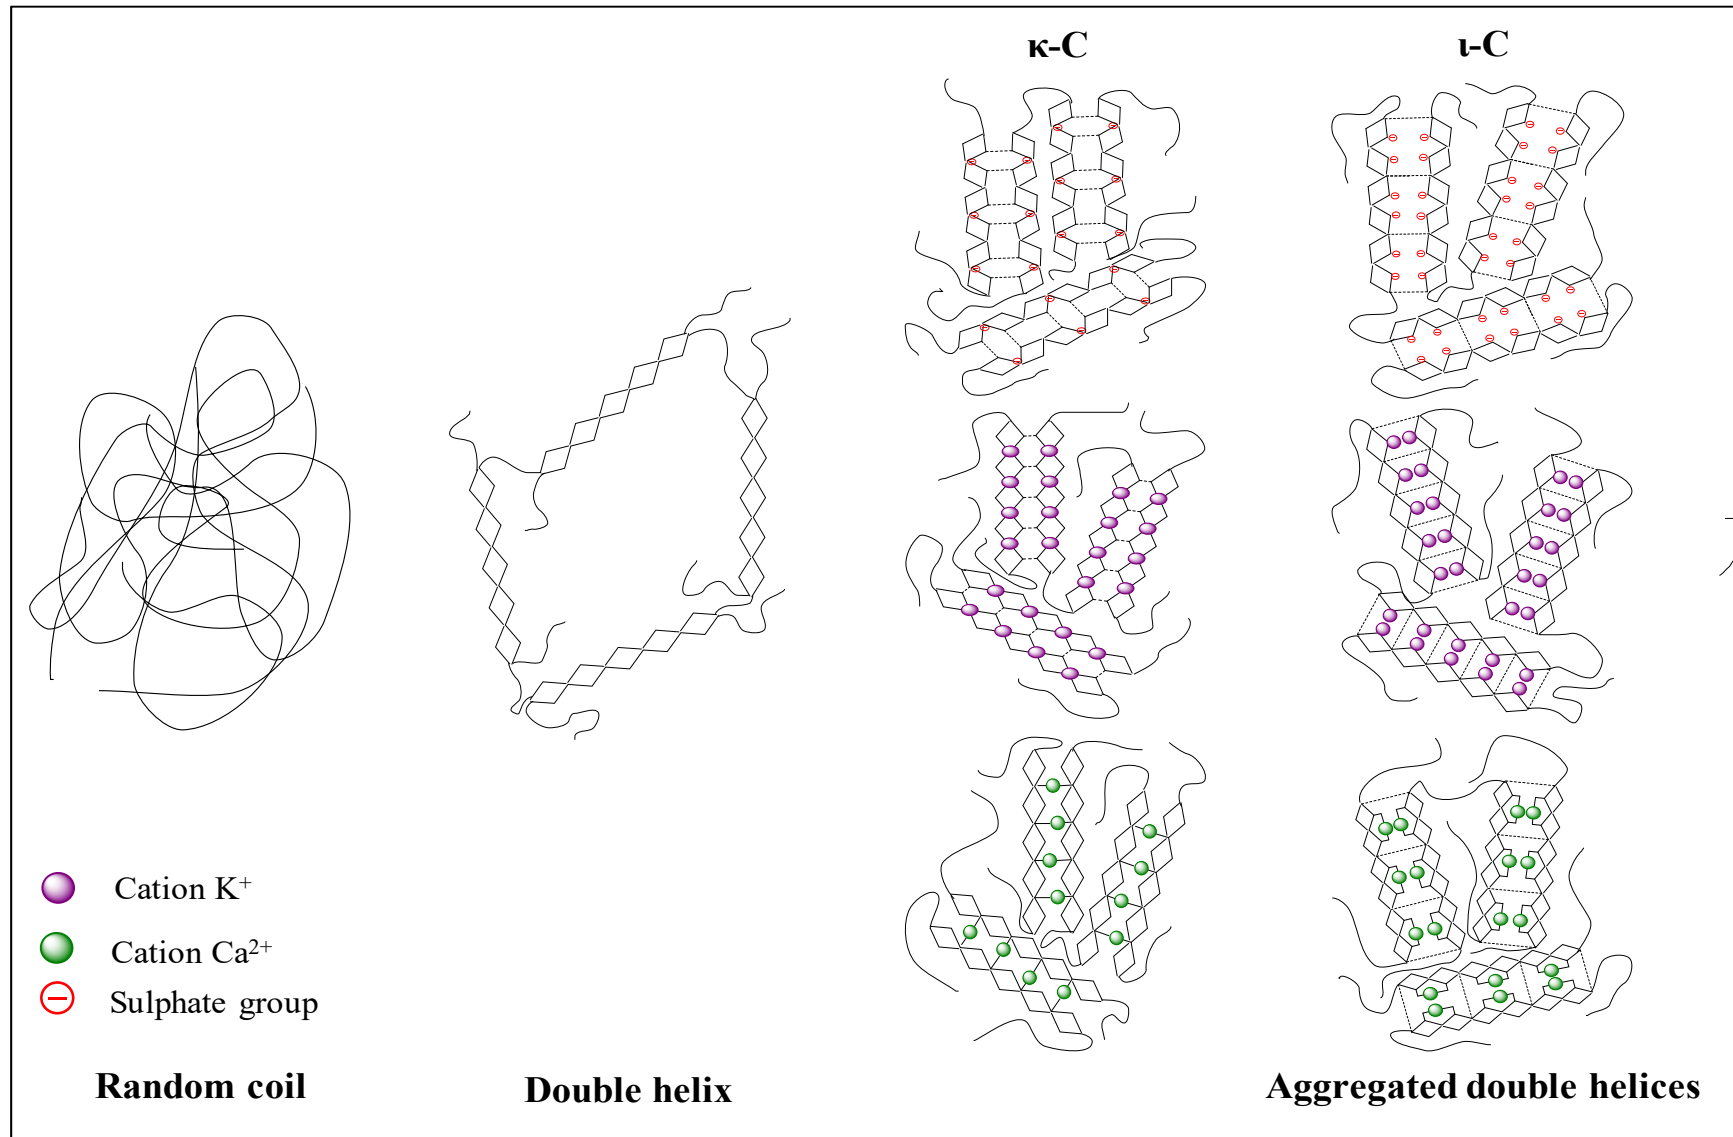 κ-C
ι-C
Cation K⁺
Cation Ca²⁺
Sulphate group
Random coil
Double helix
Aggregated double helices